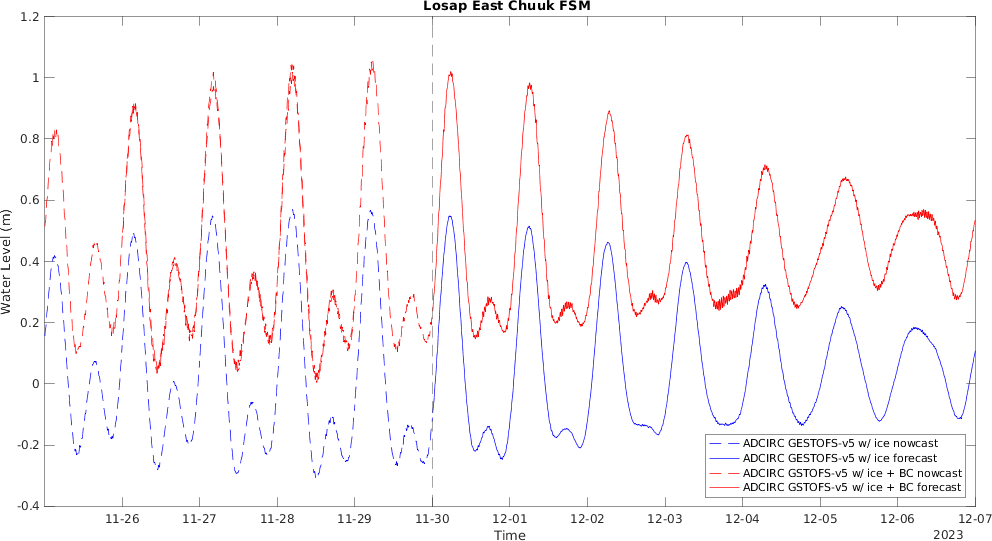 Losap East Chuuk FSM
1.2
1
0.8
0.6
0.4
0.2
0
-0.2
-0.4
Water Level (m)
ADCIRC GESTOFS-v5 w/ ice nowcast
ADCIRC GESTOFS-v5 w/ ice forecast
ADCIRC GSTOFS-v5 w/ ice + BC nowcast
ADCIRC GSTOFS-v5 w/ ice + BC forecast
11-26 11-27 11-28 11-29 11-30 12-01 12-02 12-03 12-04 12-05 12-06 12-07
Time
2023